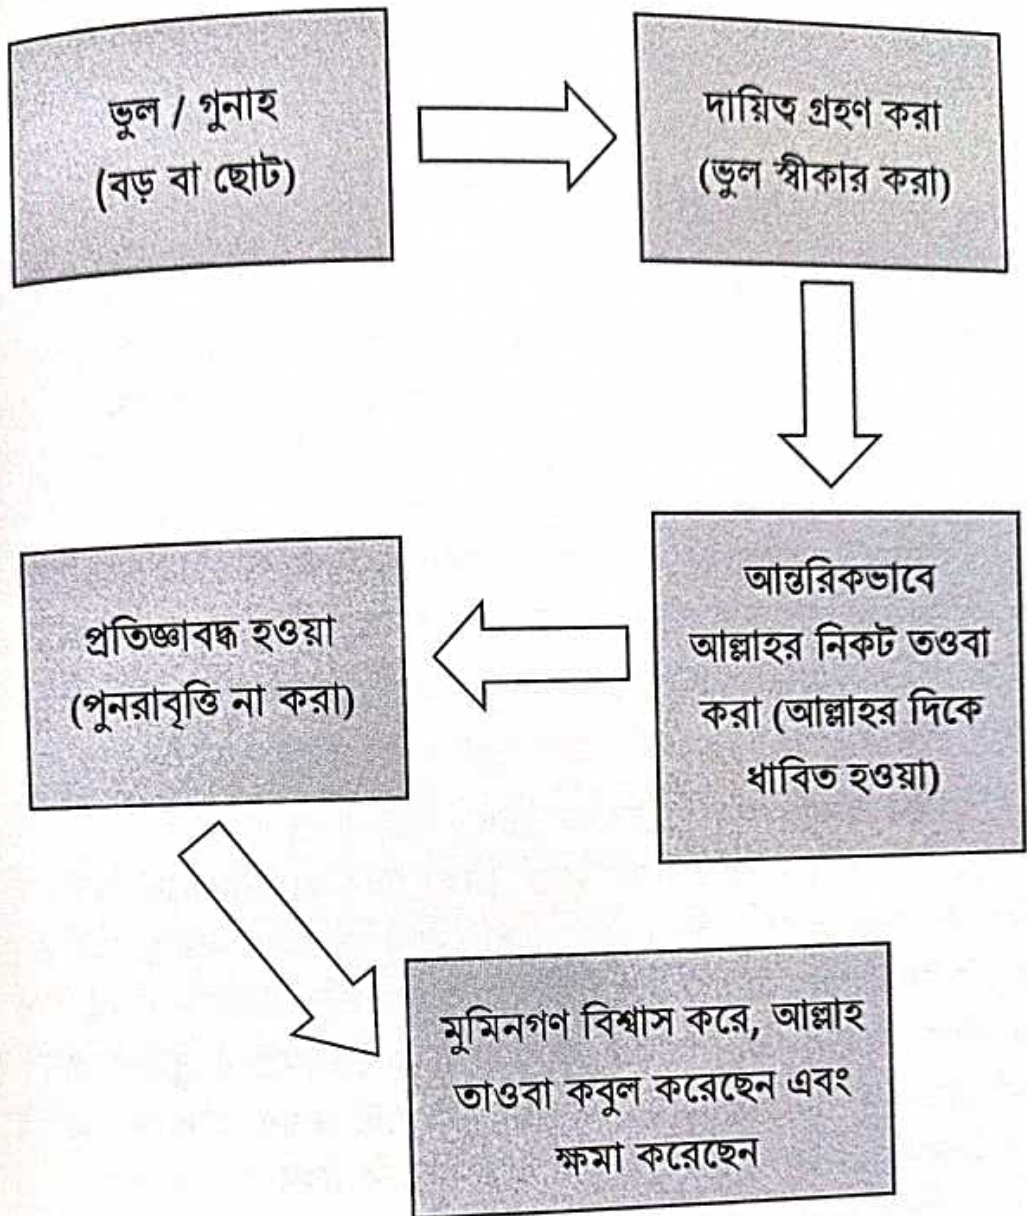 ভুল / গুনাহ
(বড় বা ছোট)
দায়িত্ব গ্রহণ করা
(ভুল স্বীকার করা)
আন্তরিকভাবে
আল্লাহর নিকট তওবা
করা (আল্লাহর দিকে
ধাবিত হওয়া)
প্রতিজ্ঞাবদ্ধ হওয়া
(পুনরাবৃত্তি না করা)
মুমিনগণ বিশ্বাস করে, আল্লাহ
তাওবা কবুল করেছেন এবং
ক্ষমা করেছেন